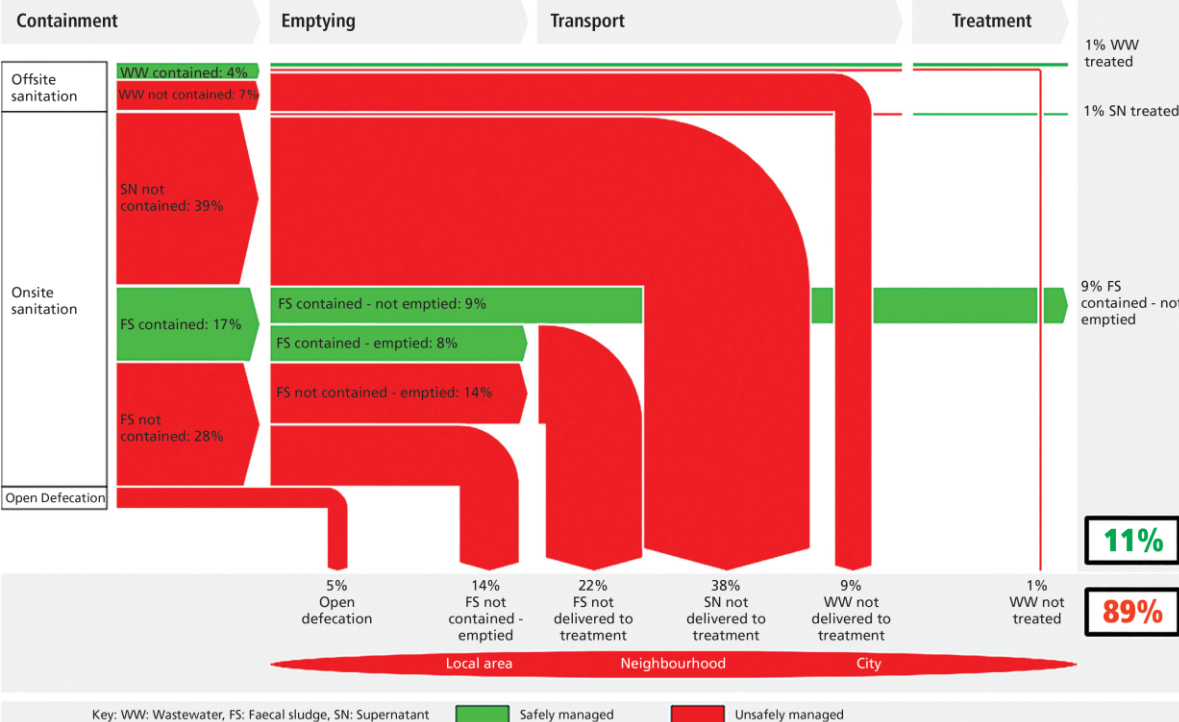 Containment
Emptying
Transport
Treatment
Offsite
sanitation
Onsite
sanitation
Open Defecation
WW contained: 4%
WW not contained: 7%
SN not
contained: 39%
FS contained: 17%
FS not
contained: 28%
FS contained - not emptied: 9%
FS contained - emptied: 8%
FS not contained - emptied: 14%
1% WW
treated
1% SN treated
9% FS
contained - not
emptied
11%
89%
5%
Open
defecation
14%
FS not
contained -
emptied
22%
FS not
delivered to
treatment
38%
SN not
delivered to
treatment
9%
WW not
delivered to
treatment
1%
WW not
treated
Local area
Neighbourhood
City
Key: WW: Wastewater, FS: Faecal sludge, SN: Supernatant
Safely managed
Unsafely managed